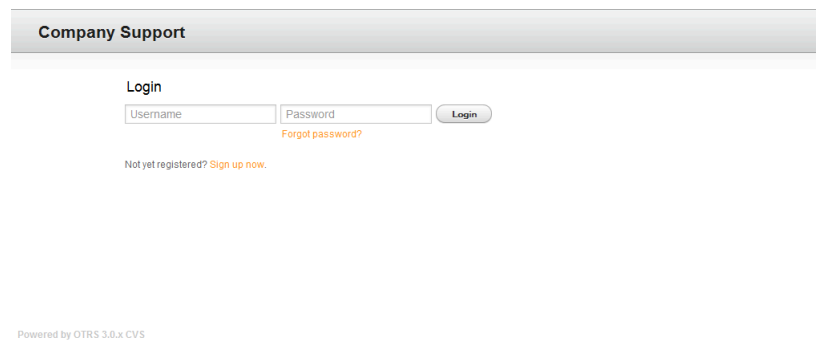 Company Support
Login
Username Password Login
Forgot password?
Not yet registered? Sign up now.
Powered by OTRS 3.0.x CVS